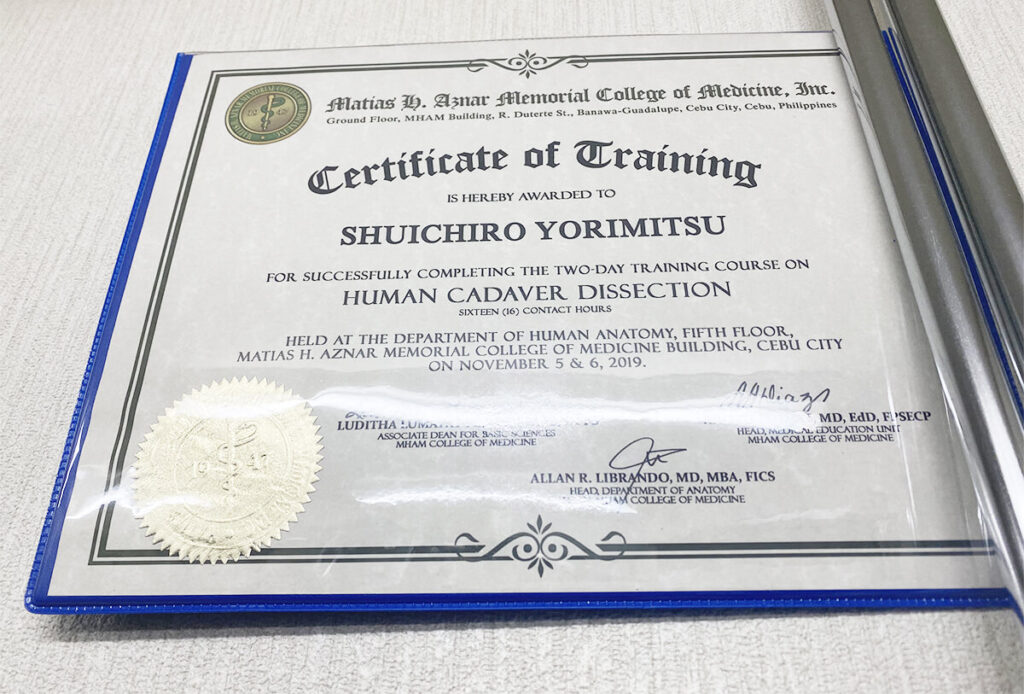 Matias H. Aznar Memorial College of Medicine, Inc.
Ground Floor, MHAM Building, R. Duterte St., Banawa-Guadalupe, Cebu City, Cebu, Philippines
Certificate of Training
IS HEREBY AWARDED TO
SHUICHIRO YORIMITSU
FOR SUCCESSFULLY COMPLETING THE TWO-DAY TRAINING COURSE ON
HUMAN CADAVER DISSECTION
SIXTEEN (16) CONTACT HOURS
HELD AT THE DEPARTMENT OF HUMAN ANATOMY, FIFTH FLOOR,
MATIAS H. AZNAR MEMORIAL COLLEGE OF MEDICINE BUILDING, CEBU CITY
ON NOVEMBER 5 & 6, 2019.
LUDITHA
ASSOCIATE DEAN FOR BASIC SCIENCES
MHAM COLLEGE OF MEDICINE
MD, EdD, FPSECP
HEAD, MEDICAL EDUCATION UNIT
MHAM COLLEGE OF MEDICINE
ALLAN R. LIBRANDO, MD, MBA, FICS
HEAD, DEPARTMENT OF ANATOMY
MHAM COLLEGE OF MEDICINE